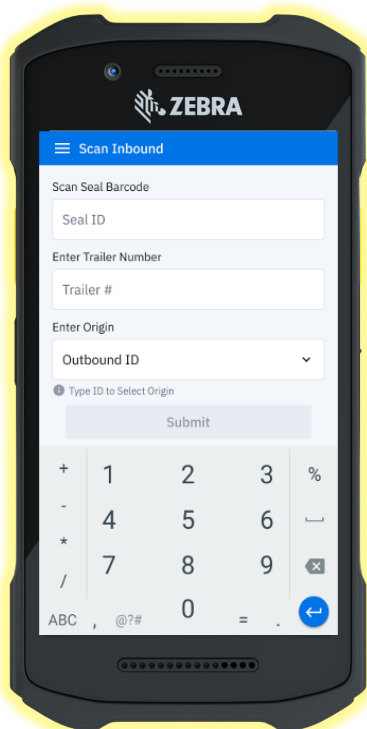 ZEBRA
Scan Inbound
Scan Seal Barcode
Seal ID
Enter Trailer Number
Trailer #
Enter Origin
Outbound ID
Type ID to Select Origin
Submit
+ 1 2 3 %
- 4 5 6
* 7 8 9
/ 0
ABC , @?# = .